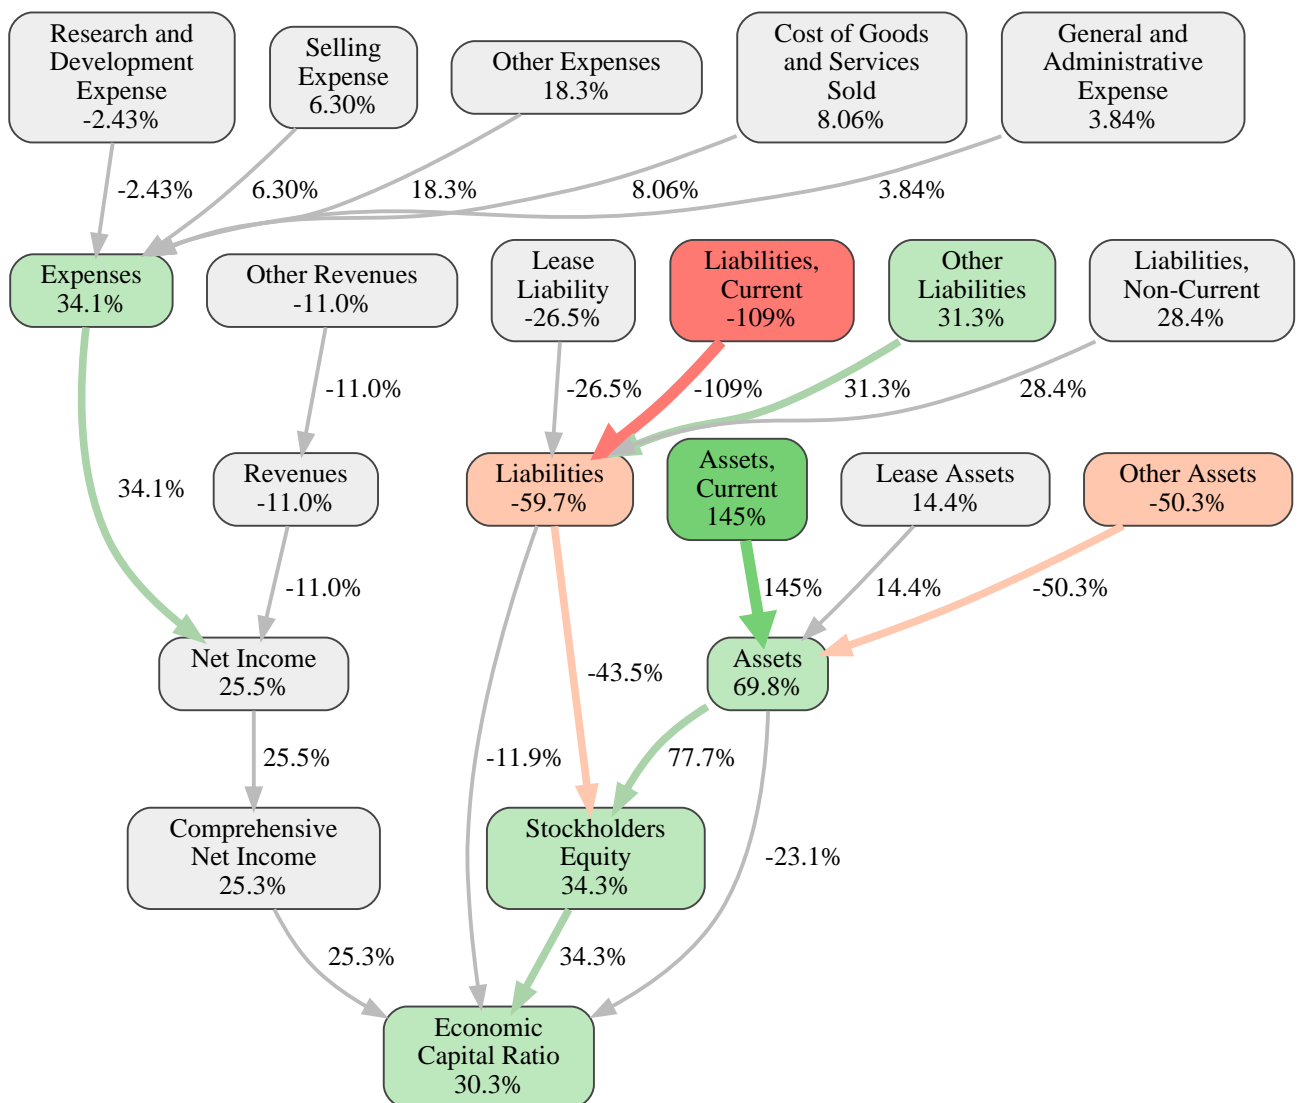 Research and
Development
Expense
-2.43%
Selling
Expense
6.30%
Other Expenses
18.3%
Cost of Goods
and Services
Sold
8.06%
General and
Administrative
Expense
3.84%
-2.43%
6.30%
18.3%
8.06%
3.84%
Expenses
34.1%
Other Revenues
-11.0%
Lease
Liability
-26.5%
Liabilities,
Current
-109%
Other
Liabilities
31.3%
Liabilities,
Non-Current
28.4%
-11.0%
-26.5%
-109%
31.3%
28.4%
34.1%
Revenues
-11.0%
Liabilities
-59.7%
Assets,
Current
145%
Lease Assets
14.4%
Other Assets
-50.3%
-11.0%
145%
14.4%
-50.3%
Net Income
25.5%
-43.5%
Assets
69.8%
25.5%
-11.9%
77.7%
Comprehensive
Net Income
25.3%
Stockholders
Equity
34.3%
-23.1%
25.3%
34.3%
Economic
Capital Ratio
30.3%